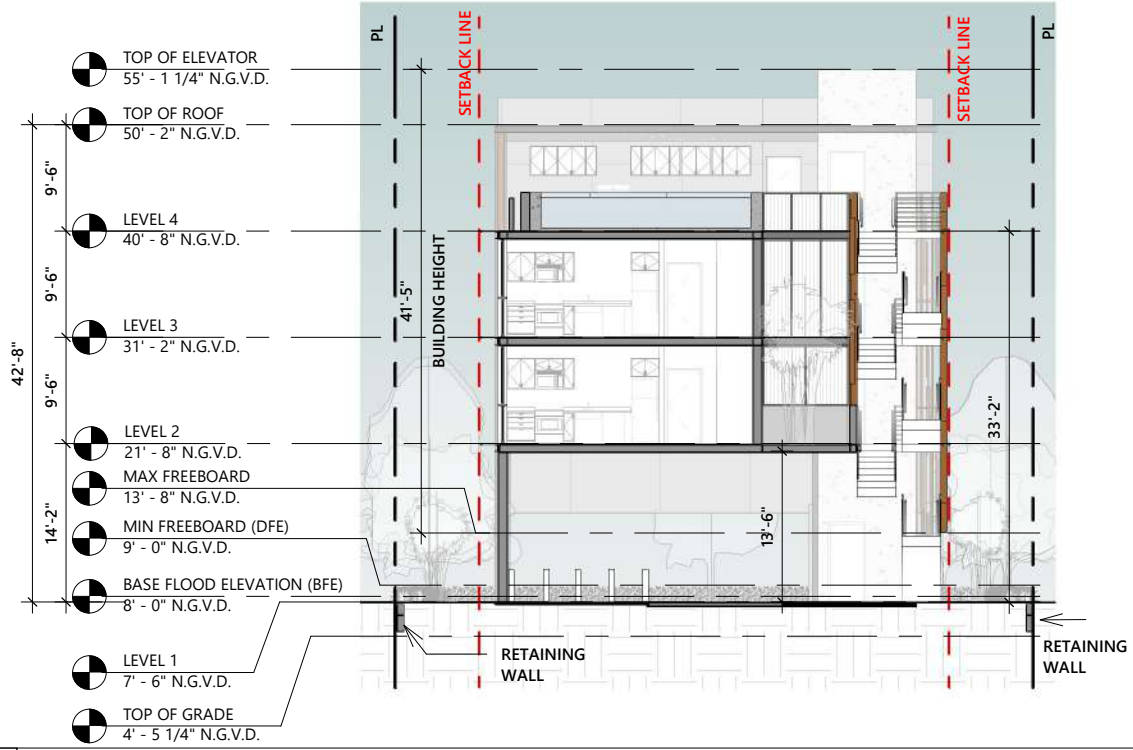 PL
SETBACK LINE
SETBACK LINE
PL
TOP OF ELEVATOR
55' - 1 1/4" N.G.V.D.
TOP OF ROOF
50' - 2" N.G.V.D.
9'-6"
LEVEL 4
40' - 8" N.G.V.D.
9'-6"
41'-5"
BUILDING HEIGHT
LEVEL 3
31' - 2" N.G.V.D.
42'-8"
9'-6"
33'-2"
LEVEL 2
21' - 8" N.G.V.D.
MAX FREEBOARD
13' - 8" N.G.V.D.
14'-2"
13'-6"
MIN FREEBOARD (DFE)
9' - 0" N.G.V.D.
BASE FLOOD ELEVATION (BFE)
8' - 0" N.G.V.D.
LEVEL 1
7' - 6" N.G.V.D.
RETAINING
WALL
RETAINING
WALL
TOP OF GRADE
4' - 5 1/4" N.G.V.D.